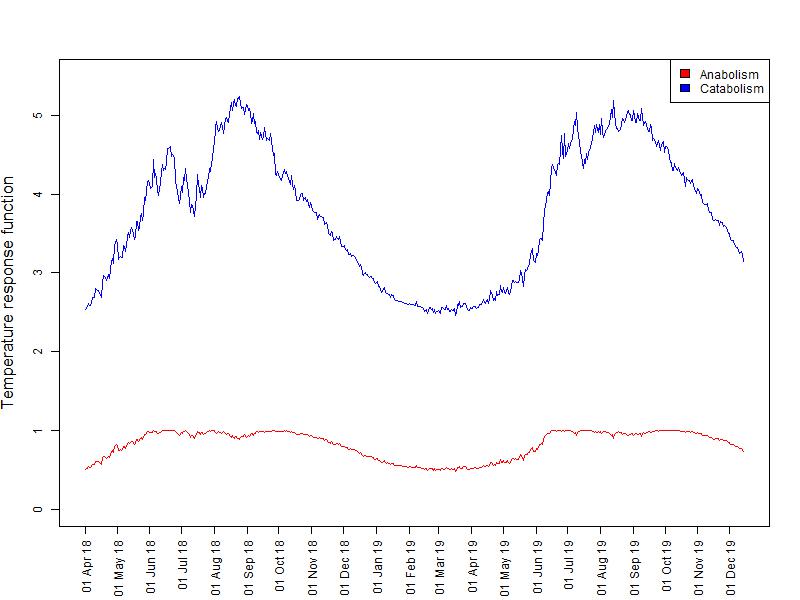 Anabolism
Catabolism
Temperature response function
5
4
3
2
1
0
01 Apr 18
01 May 18
01 Jun 18
01 Jul 18
01 Aug 18
01 Sep 18
01 Oct 18
01 Nov 18
01 Dec 18
01 Jan 19
01 Feb 19
01 Mar 19
01 Apr 19
01 May 19
01 Jun 19
01 Jul 19
01 Aug 19
01 Sep 19
01 Oct 19
01 Nov 19
01 Dec 19